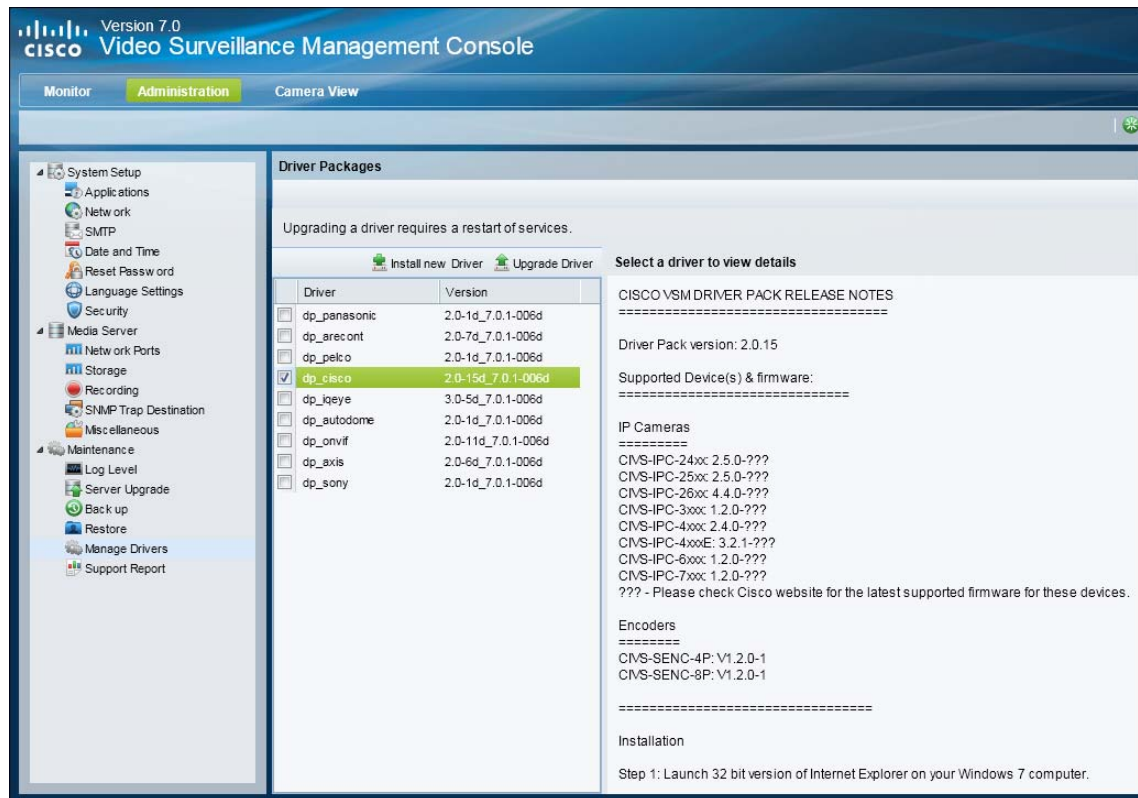 Version 7.0
CISCO Video Surveillance Management Console
Monitor Administration Camera View
System Setup
Applications
Network
SMTP
Date and Time
Reset Password
Language Settings
Security
Media Server
Network Ports
Storage
Recording
SNMP Trap Destination
Miscellaneous
Maintenance
Log Level
Server Upgrade
Back up
Restore
Manage Drivers
Support Report
Driver Packages
Upgrading a driver requires a restart of services.
Install new Driver Upgrade Driver
Driver Version
dp_panasonic 2.0-1d_7.0.1-006d
dp_arecont 2.0-7d_7.0.1-006d
dp_pelco 2.0-1d_7.0.1-006d
dp_cisco 2.0-15d_7.0.1-006d
dp_iqeye 3.0-5d_7.0.1-006d
dp_autodome 2.0-1d_7.0.1-006d
dp_onvif 2.0-11d_7.0.1-006d
dp_axis 2.0-6d_7.0.1-006d
dp_sony 2.0-1d_7.0.1-006d
Select a driver to view details
CISCO VSM DRIVER PACK RELEASE NOTES
===================================
Driver Pack version: 2.0.15
Supported Device(s) & firmware:
==============================
IP Cameras
=========
CIVS-IPC-24xx: 2.5.0-???
CIVS-IPC-25xx: 2.5.0-???
CIVS-IPC-26xx: 4.4.0-???
CIVS-IPC-3xxx: 1.2.0-???
CIVS-IPC-4xxx: 2.4.0-???
CIVS-IPC-4xxxE: 3.2.1-???
CIVS-IPC-6xxx: 1.2.0-???
CIVS-IPC-7xxx: 1.2.0-???
??? - Please check Cisco website for the latest supported firmware for these devices.
Encoders
========
CIVS-SENC-4P: V1.2.0-1
CIVS-SENC-8P: V1.2.0-1
=================================
Installation
Step 1: Launch 32 bit version of Internet Explorer on your Windows 7 computer.